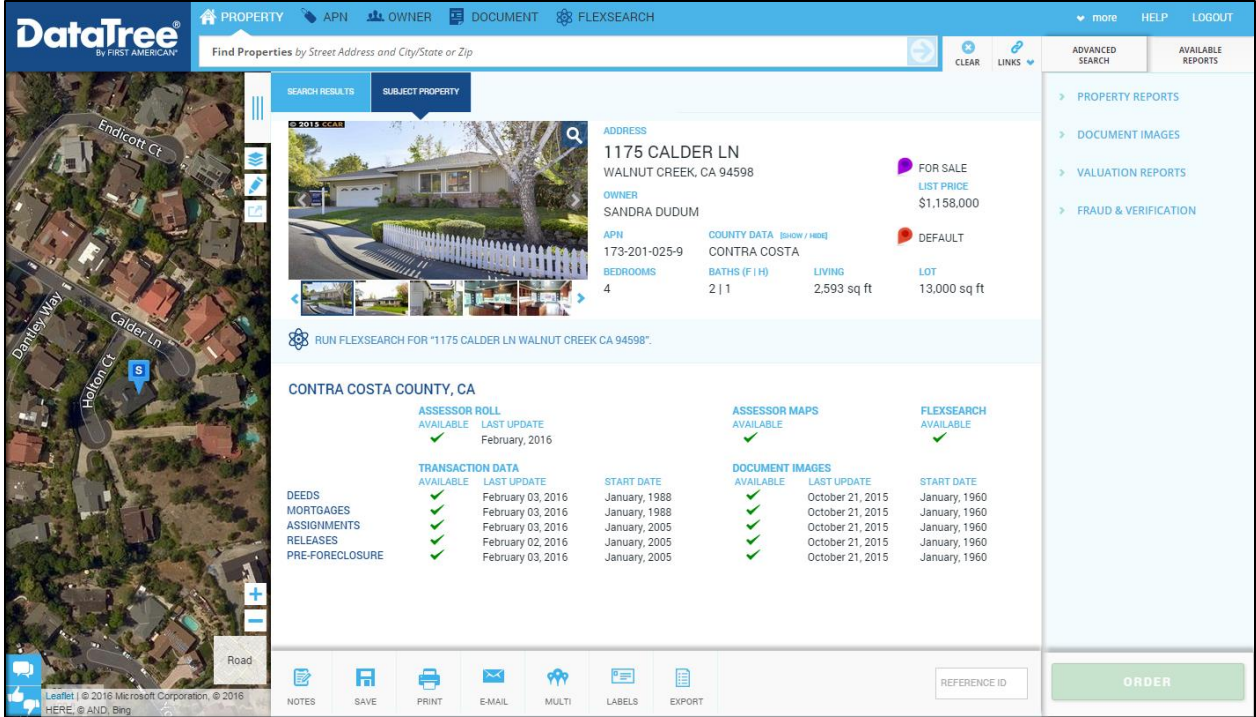 DataTree®
BY FIRST AMERICAN®
PROPERTY APN OWNER DOCUMENT FLEXSEARCH
more HELP LOGOUT
Find Properties by Street Address and City/State or Zip
CLEAR LINKS
ADVANCED SEARCH
AVAILABLE REPORTS
SEARCH RESULTS SUBJECT PROPERTY
PROPERTY REPORTS
DOCUMENT IMAGES
VALUATION REPORTS
FRAUD & VERIFICATION
Endicott Ct
Dantley Way
Calder Ln
Holton Ct
S
Road
Leaflet | © 2016 Microsoft Corporation, © 2016
HERE, © AND, Bing
© 2015 CCAR
ADDRESS
1175 CALDER LN
WALNUT CREEK, CA 94598
FOR SALE
OWNER
LIST PRICE
SANDRA DUDUM
$1,158,000
APN COUNTY DATA [SHOW / HIDE]
DEFAULT
173-201-025-9 CONTRA COSTA
BEDROOMS BATHS (F | H) LIVING LOT
4 2 | 1 2,593 sq ft 13,000 sq ft
RUN FLEXSEARCH FOR "1175 CALDER LN WALNUT CREEK CA 94598".
CONTRA COSTA COUNTY, CA
ASSESSOR ROLL ASSESSOR MAPS FLEXSEARCH
AVAILABLE LAST UPDATE AVAILABLE AVAILABLE
February, 2016
TRANSACTION DATA DOCUMENT IMAGES
AVAILABLE LAST UPDATE START DATE AVAILABLE LAST UPDATE START DATE
DEEDS February 03, 2016 January, 1988 October 21, 2015 January, 1960
MORTGAGES February 03, 2016 January, 1988 October 21, 2015 January, 1960
ASSIGNMENTS February 03, 2016 January, 2005 October 21, 2015 January, 1960
RELEASES February 02, 2016 January, 2005 October 21, 2015 January, 1960
PRE-FORECLOSURE February 03, 2016 January, 2005 October 21, 2015 January, 1960
NOTES SAVE PRINT E-MAIL MULTI LABELS EXPORT
REFERENCE ID
ORDER